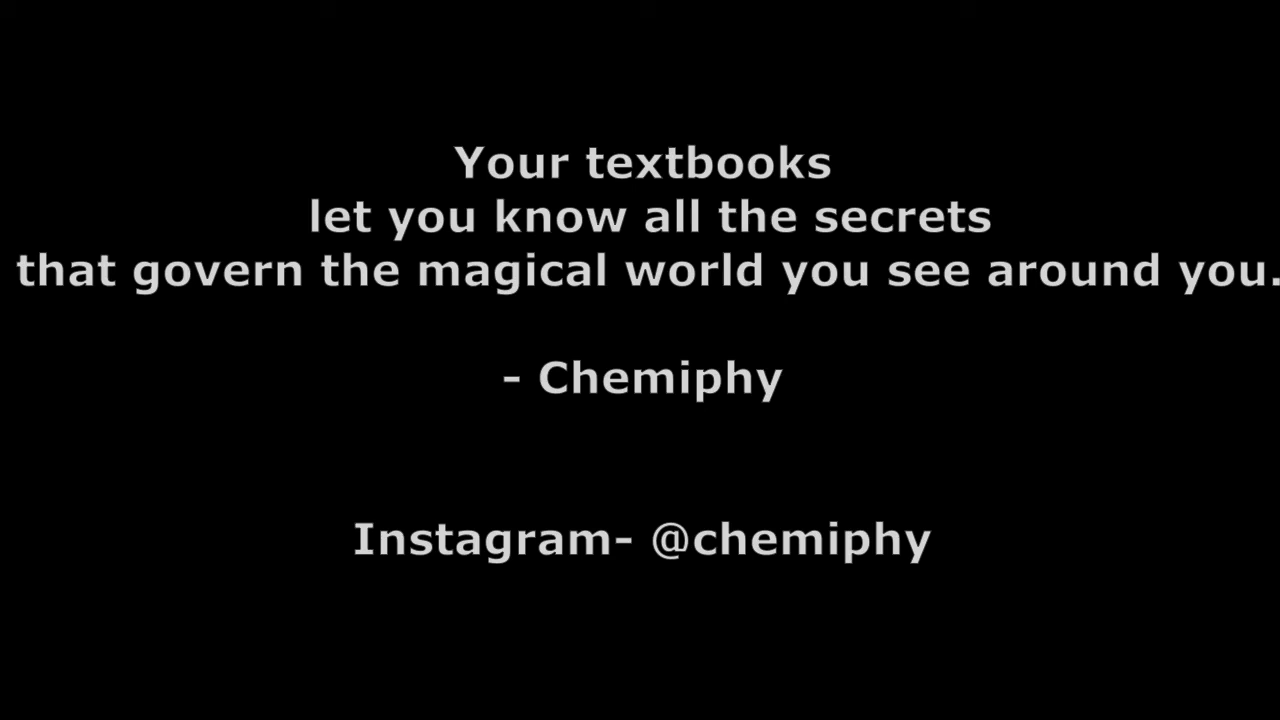 Your textbooks
let you know all the secrets
that govern the magical world you see around you.
- Chemiphy
Instagram- @chemiphy